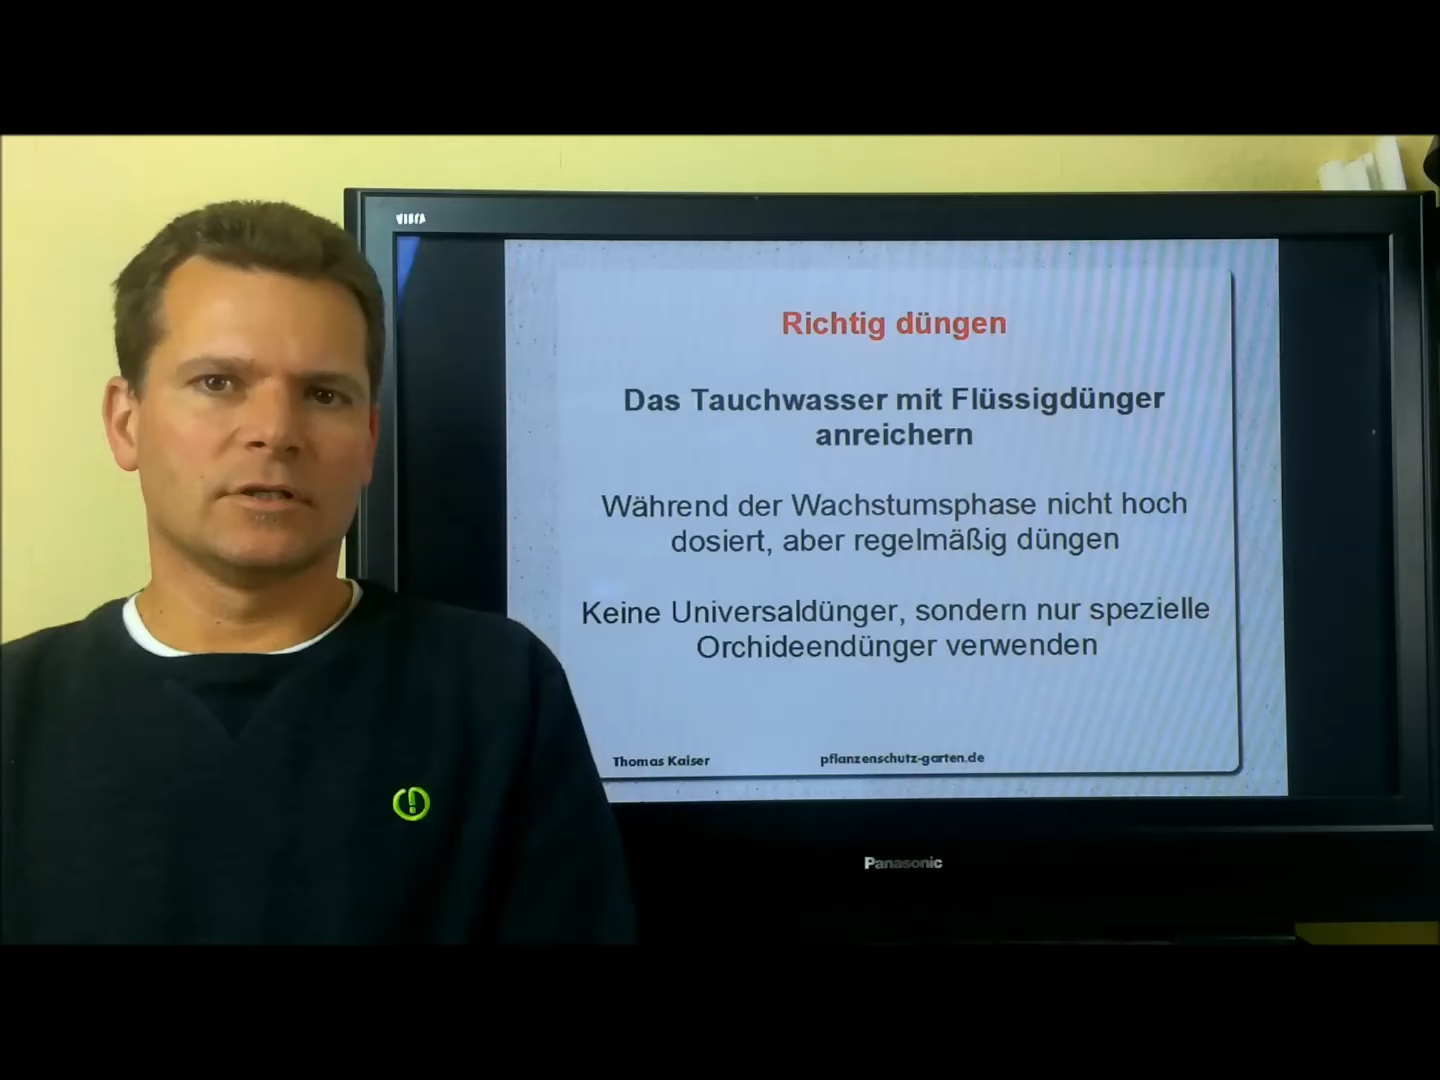 VIErA
Richtig düngen
Das Tauchwasser mit Flüssigdünger
anreichern
Während der Wachstumsphase nicht hoch
dosiert, aber regelmäßig düngen
Keine Universaldünger, sondern nur spezielle
Orchideendünger verwenden
Thomas Kaiser
pflanzenschutz-garten.de
Panasonic